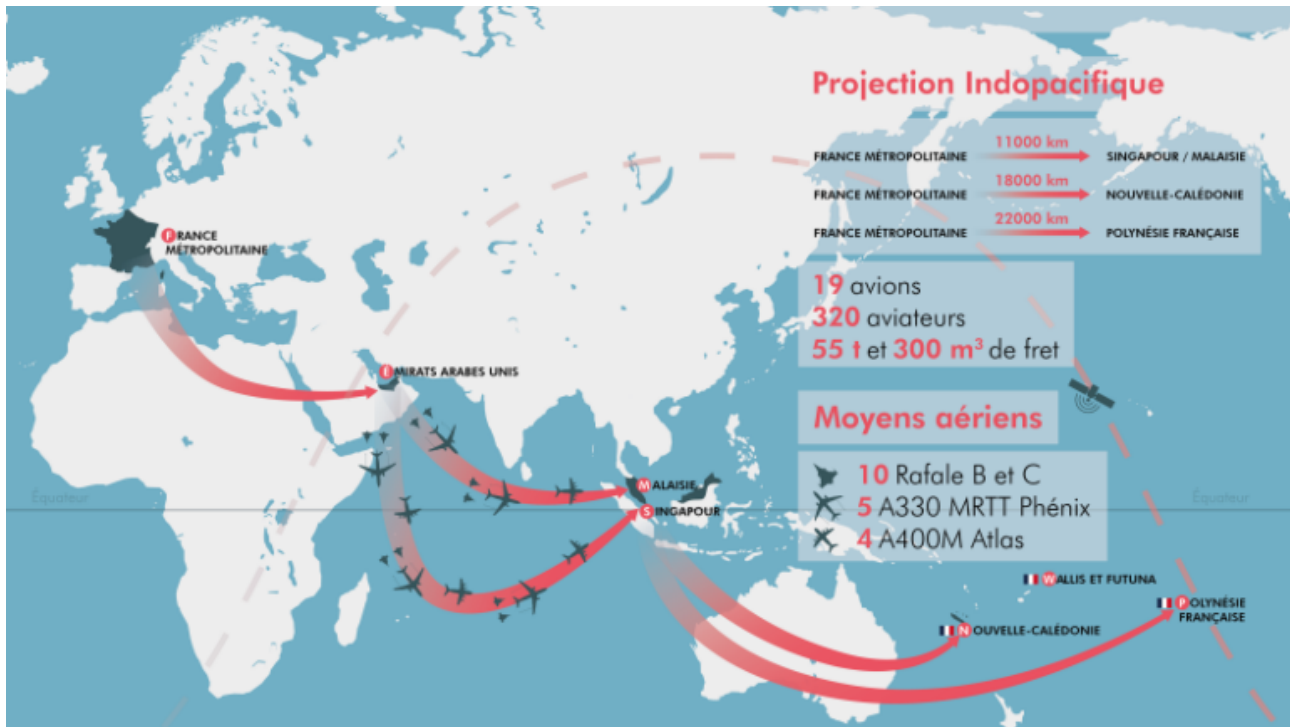 Projection Indopacifique
FRANCE MÉTROPOLITAINE 11000 km SINGAPOUR / MALAISIE
FRANCE MÉTROPOLITAINE 18000 km NOUVELLE-CALÉDONIE
FRANCE MÉTROPOLITAINE 22000 km POLYNÉSIE FRANÇAISE
FRANCE
MÉTROPOLITAINE
19 avions
320 aviateurs
55 t et 300 m³ de fret
ÉMIRATS ARABES UNIS
Moyens aériens
10 Rafale B et C
5 A330 MRTT Phénix
4 A400M Atlas
MALAISIE
Équateur
Équateur
SINGAPOUR
WALLIS ET FUTUNA
POLYNÉSIE
FRANÇAISE
NOUVELLE-CALÉDONIE